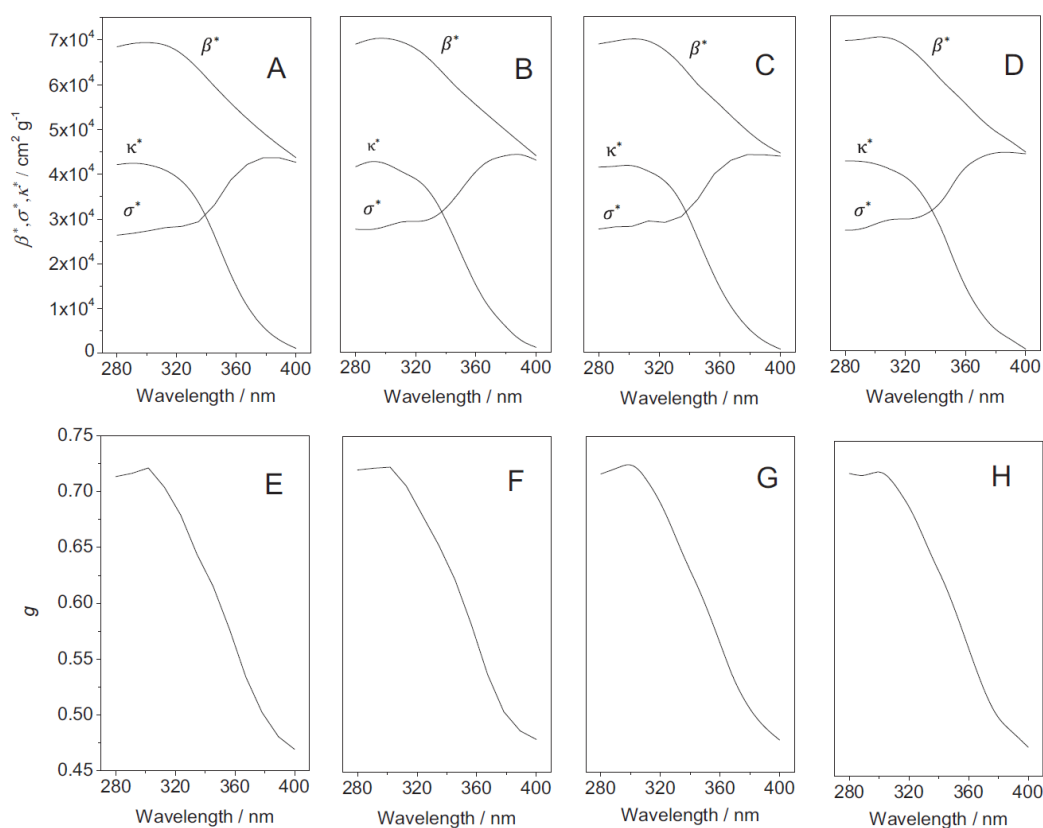 7x10⁴
6x10⁴
5x10⁴
4x10⁴
3x10⁴
2x10⁴
1x10⁴
0
β*,σ*,κ* / cm² g⁻¹
A
β*
κ*
σ*
280 320 360 400
Wavelength / nm
B
β*
κ*
σ*
280 320 360 400
Wavelength / nm
C
β*
κ*
σ*
280 320 360 400
Wavelength / nm
D
β*
κ*
σ*
280 320 360 400
Wavelength / nm
0.75
0.70
0.65
0.60
0.55
0.50
0.45
g
E
280 320 360 400
Wavelength / nm
F
280 320 360 400
Wavelength / nm
G
280 320 360 400
Wavelength / nm
H
280 320 360 400
Wavelength / nm